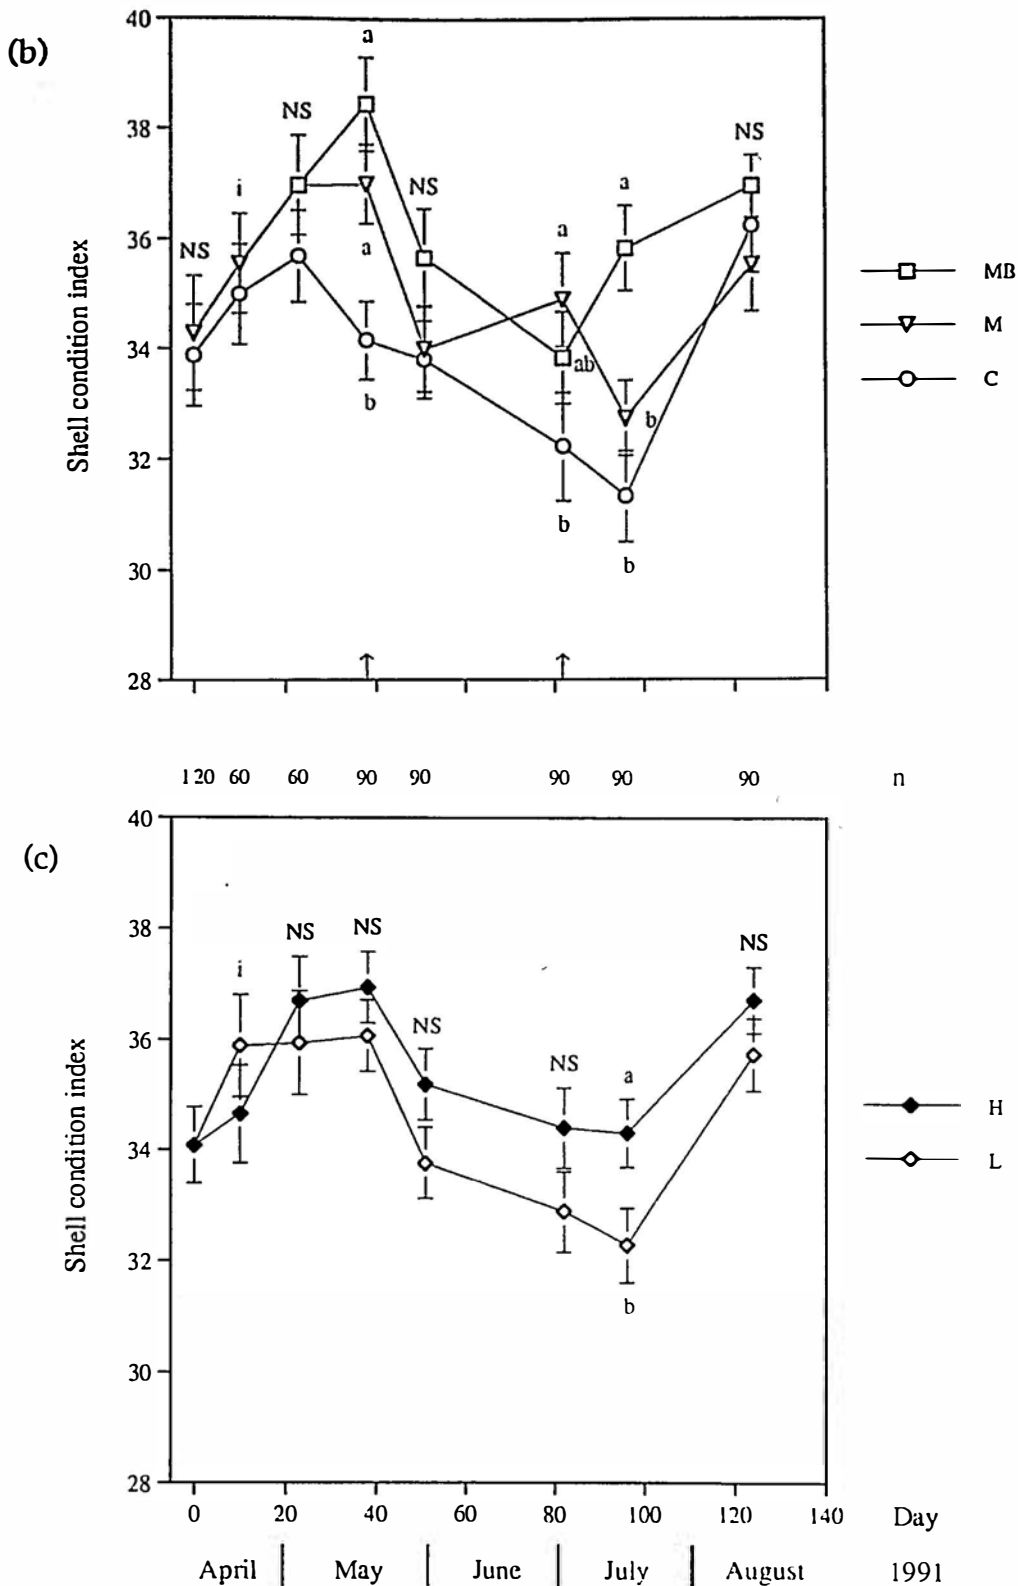 (b)
40
38
36
34
32
30
28
Shell condition index
NS
i
NS
a
a
b
NS
a
ab
b
a
b
b
NS
MB
M
C
120 60 60 90 90 90 90 90 n
(c)
40
38
36
34
32
30
28
Shell condition index
i
NS
NS
NS
NS
a
b
NS
H
L
0 20 40 60 80 100 120 140 Day
April May June July August 1991